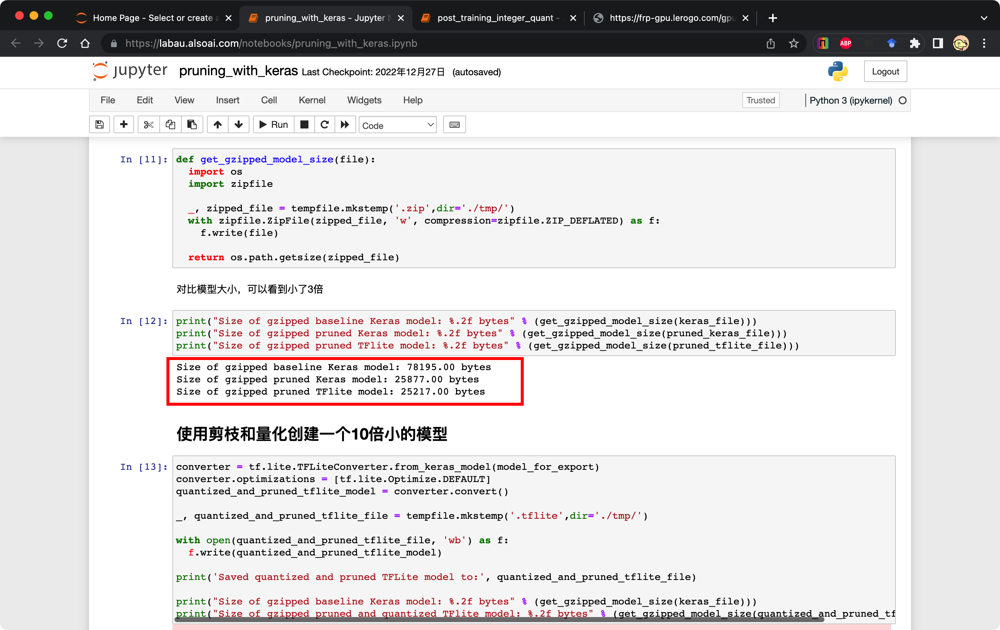 Home Page - Select or create a
pruning_with_keras - Jupyter N
post_training_integer_quant -
https://frp-gpu.lerogo.com/gpu
https://labau.alsoai.com/notebooks/pruning_with_keras.ipynb
ABP
jupyter pruning_with_keras Last Checkpoint: 2022年12月27日 (autosaved)
Logout
File Edit View Insert Cell Kernel Widgets Help
Trusted
Python 3 (ipykernel)
Run
Code
In [11]:
def get_gzipped_model_size(file):
  import os
  import zipfile
  _, zipped_file = tempfile.mkstemp('.zip',dir='./tmp/')
  with zipfile.ZipFile(zipped_file, 'w', compression=zipfile.ZIP_DEFLATED) as f:
    f.write(file)
  return os.path.getsize(zipped_file)
对比模型大小，可以看到小了3倍
In [12]:
print("Size of gzipped baseline Keras model: %.2f bytes" % (get_gzipped_model_size(keras_file)))
print("Size of gzipped pruned Keras model: %.2f bytes" % (get_gzipped_model_size(pruned_keras_file)))
print("Size of gzipped pruned TFlite model: %.2f bytes" % (get_gzipped_model_size(pruned_tflite_file)))
Size of gzipped baseline Keras model: 78195.00 bytes
Size of gzipped pruned Keras model: 25877.00 bytes
Size of gzipped pruned TFlite model: 25217.00 bytes
使用剪枝和量化创建一个10倍小的模型
In [13]:
converter = tf.lite.TFLiteConverter.from_keras_model(model_for_export)
converter.optimizations = [tf.lite.Optimize.DEFAULT]
quantized_and_pruned_tflite_model = converter.convert()
_, quantized_and_pruned_tflite_file = tempfile.mkstemp('.tflite',dir='./tmp/')
with open(quantized_and_pruned_tflite_file, 'wb') as f:
  f.write(quantized_and_pruned_tflite_model)
print('Saved quantized and pruned TFLite model to:', quantized_and_pruned_tflite_file)
print("Size of gzipped baseline Keras model: %.2f bytes" % (get_gzipped_model_size(keras_file)))
print("Size of gzipped pruned and quantized TFlite model: %.2f bytes" % (get_gzipped_model_size(quantized_and_pruned_tf